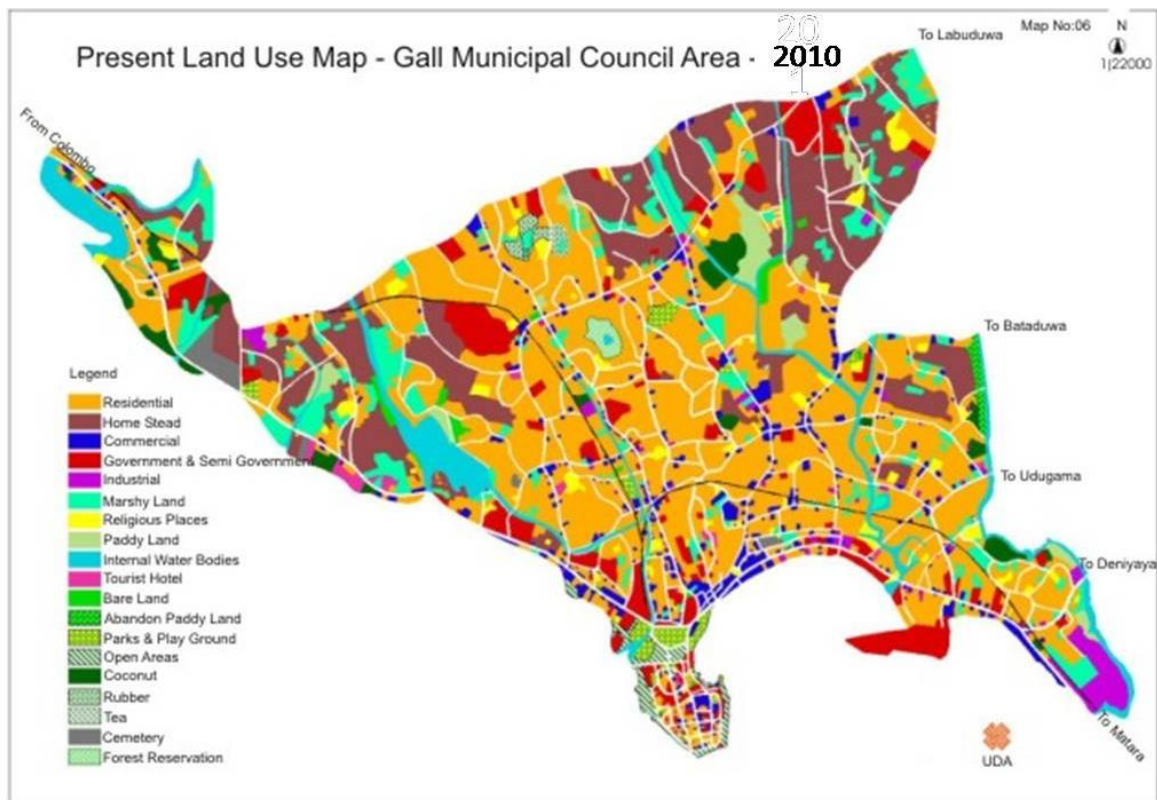 To Labuduwa
Map No:06
N
1|22000
20
Present Land Use Map - Gall Municipal Council Area - 2010
1
From Colombo
To Bataduwa
Legend
Residential
Home Stead
Commercial
Government & Semi Government
Industrial
Marshy Land
Religious Places
Paddy Land
Internal Water Bodies
Tourist Hotel
Bare Land
Abandon Paddy Land
Parks & Play Ground
Open Areas
Coconut
Rubber
Tea
Cemetery
Forest Reservation
To Udugama
To Deniyaya
To Matara
UDA